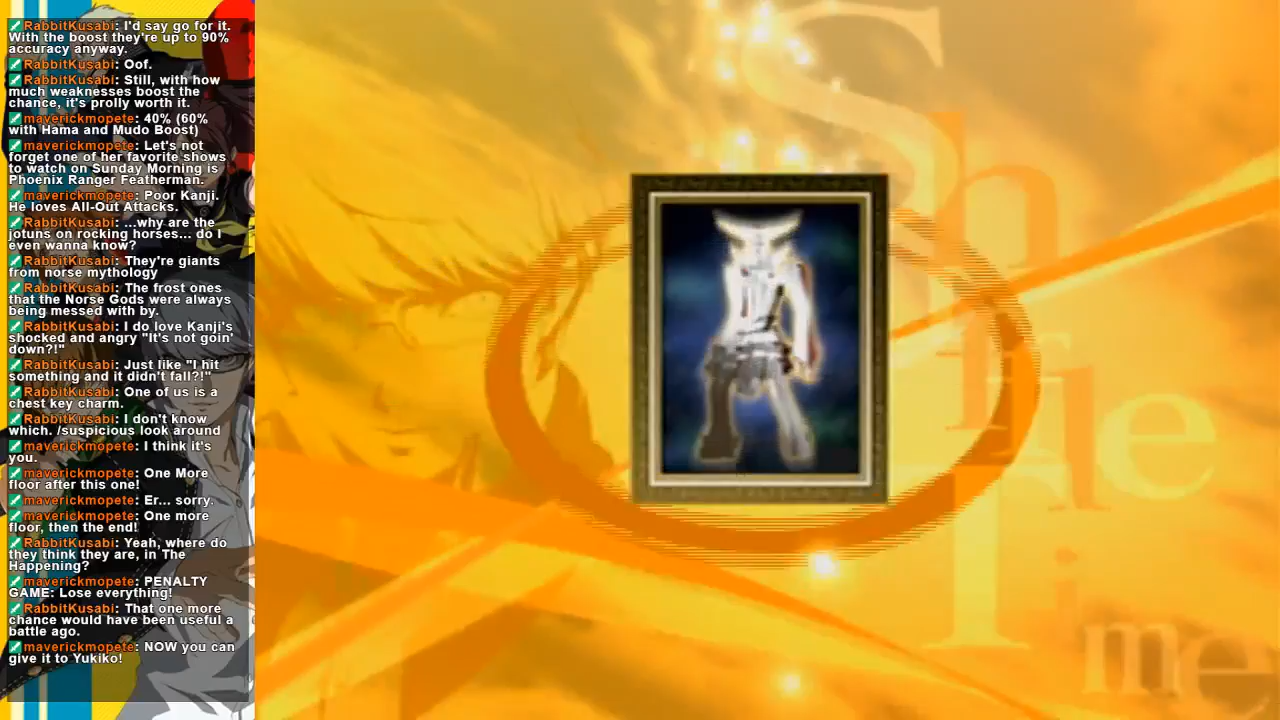 RabbitKusabi: I'd say go for it.
With the boost they're up to 90%
accuracy anyway.
RabbitKusabi: Oof.
RabbitKusabi: Still, with how
much weaknesses boost the
chance, it's prolly worth it.
maverickmopete: 40% (60%
with Hama and Mudo Boost)
maverickmopete: Let's not
forget one of her favorite shows
to watch on Sunday Morning is
Phoenix Ranger Featherman.
maverickmopete: Poor Kanji.
He loves All-Out Attacks.
RabbitKusabi: ...why are the
jotuns on rocking horses... do I
even wanna know?
RabbitKusabi: They're giants
from norse mythology
RabbitKusabi: The frost ones
that the Norse Gods were always
being messed with by.
RabbitKusabi: I do love Kanji's
shocked and angry "It's not goin'
down?!"
RabbitKusabi: Just like "I hit
something and it didn't fall?!"
RabbitKusabi: One of us is a
chest key charm.
RabbitKusabi: I don't know
which. /suspicious look around
maverickmopete: I think it's
you.
maverickmopete: One More
floor after this one!
maverickmopete: Er... sorry.
maverickmopete: One more
floor, then the end!
RabbitKusabi: Yeah, where do
they think they are, in The
Happening?
maverickmopete: PENALTY
GAME: Lose everything!
RabbitKusabi: That one more
chance would have been useful a
battle ago.
maverickmopete: NOW you can
give it to Yukiko!
Shuffle
Time